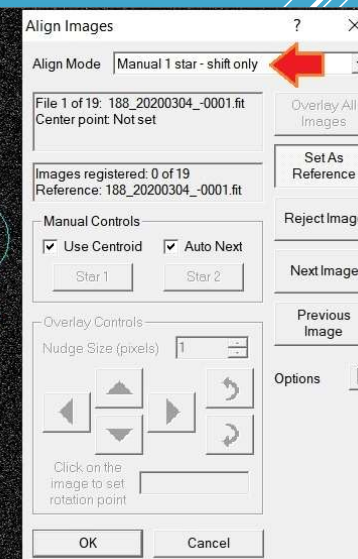 Align Images ? X
Align Mode Manual 1 star - shift only
File 1 of 19: 188_20200304_-0001.fit
Center point: Not set
Overlay All
Images
Images registered: 0 of 19
Reference: 188_20200304_-0001.fit
Set As
Reference
Manual Controls
Use Centroid Auto Next
Star 1 Star 2
Reject Image
Next Image
Previous
Image
Overlay Controls
Nudge Size (pixels) 1
Options
Click on the
image to set
rotation point
OK Cancel